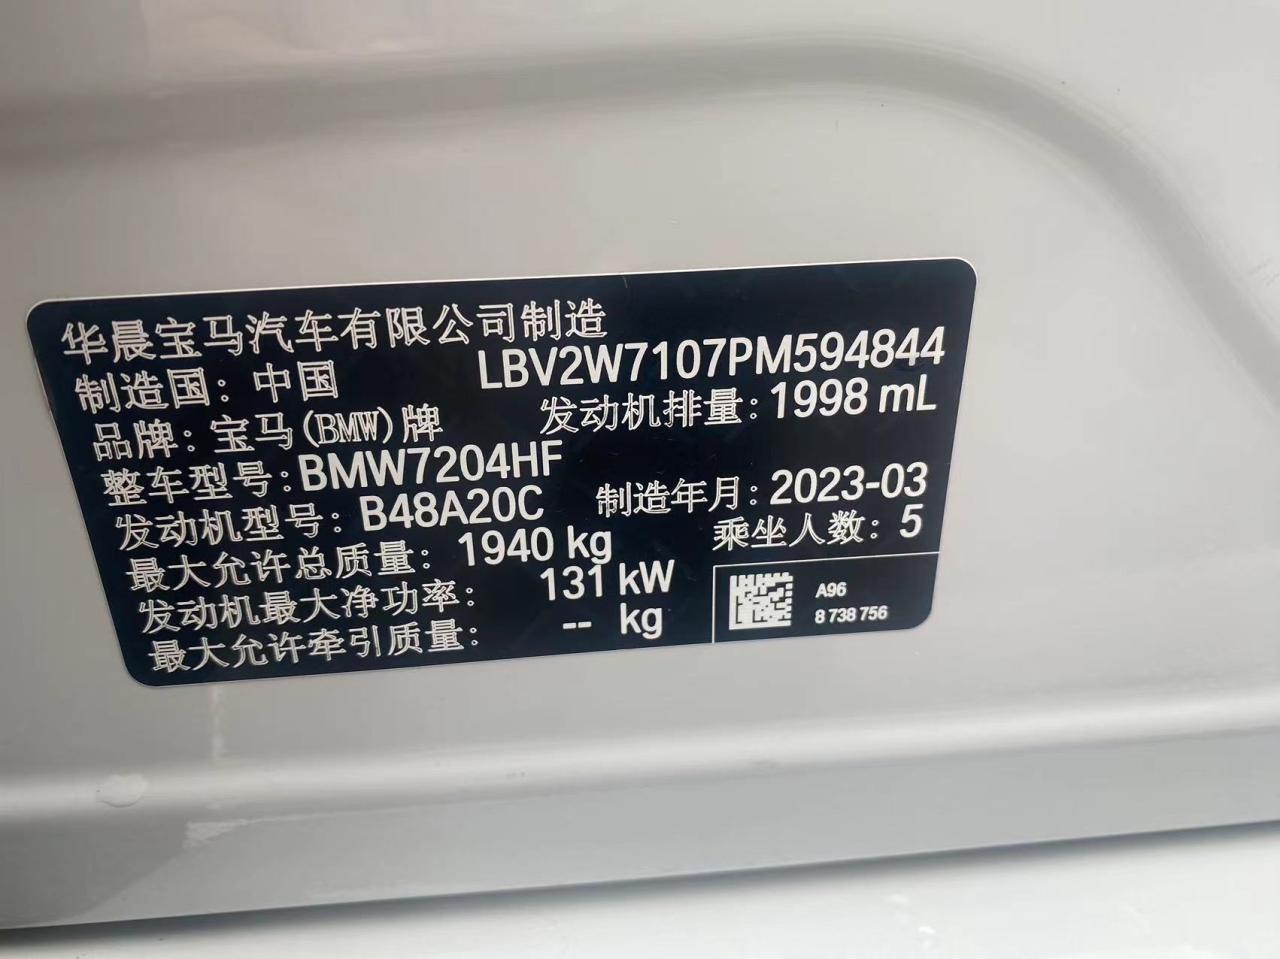 华晨宝马汽车有限公司制造
制造国：中国 LBV2W7107PM594844
品牌：宝马(BMW)牌 发动机排量：1998 mL
整车型号：BMW7204HF
发动机型号：B48A20C 制造年月：2023-03
最大允许总质量：1940 kg 乘坐人数：5
发动机最大净功率：131 kW
最大允许牵引质量：-- kg
A96
8 738 756